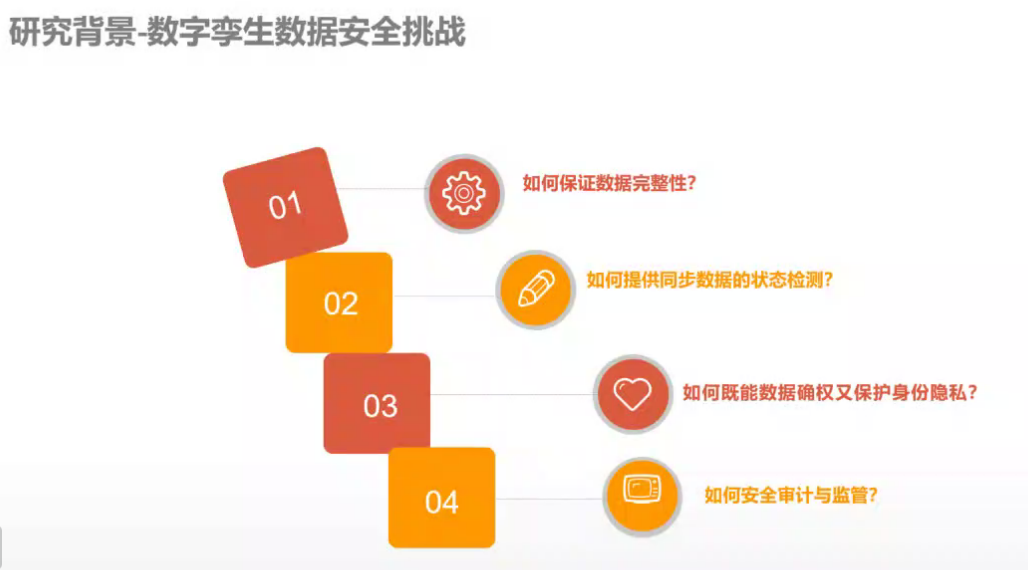 研究背景-数字孪生数据安全挑战
01
如何保证数据完整性?
02
如何提供同步数据的状态检测?
03
如何既能数据确权又保护身份隐私?
04
如何安全审计与监管?